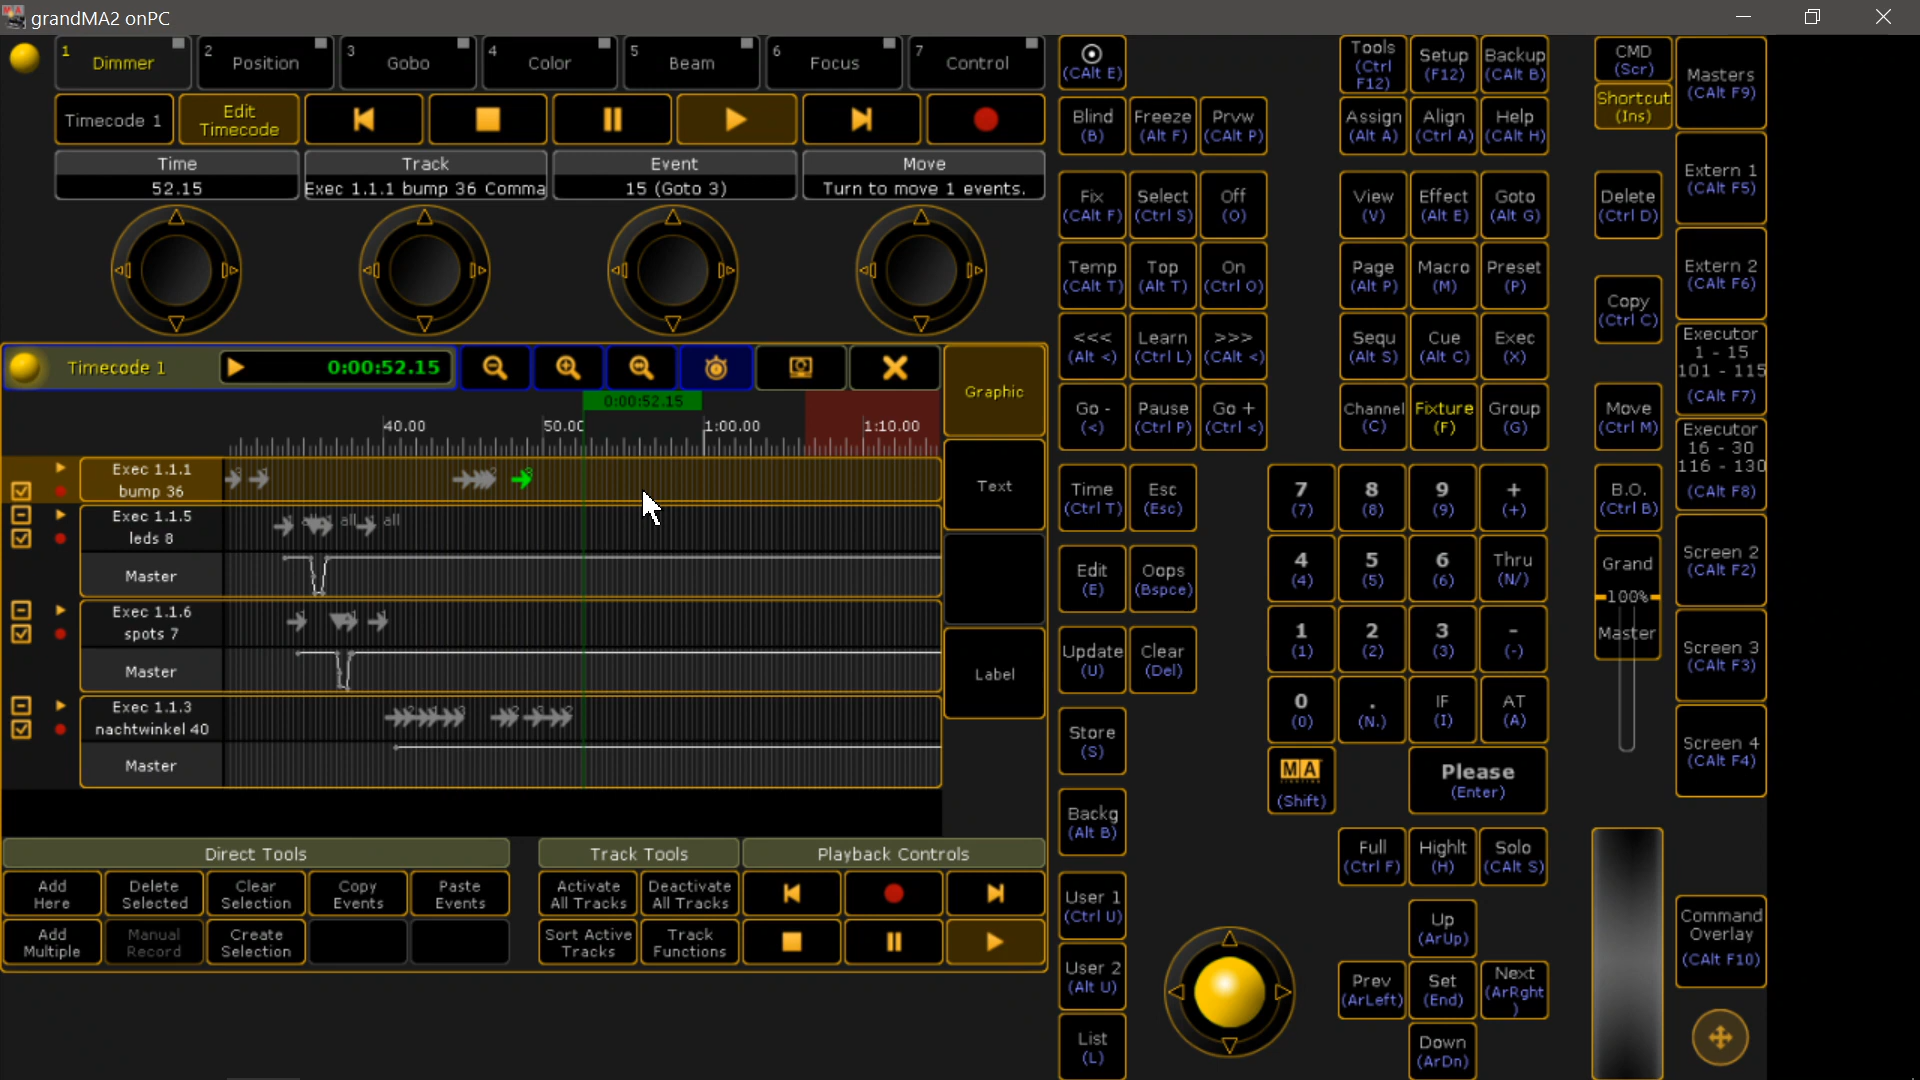 grandMA2 onPC
1 Dimmer
2 Position
3 Gobo
4 Color
5 Beam
6 Focus
7 Control
Timecode 1
Edit
Timecode
Time
52.15
Track
Exec 1.1.1 bump 36 Comma
Event
15 (Goto 3)
Move
Turn to move 1 events.
Timecode 1
0:00:52.15
0:00:52.15
40.00
50.00
1:00.00
1:10.00
Exec 1.1.1
bump 36
Exec 1.1.5
leds 8
all
all
Master
Exec 1.1.6
spots 7
Master
Exec 1.1.3
nachtwinkel 40
Master
Graphic
Text
Label
Direct Tools
Track Tools
Playback Controls
Add
Here
Delete
Selected
Clear
Selection
Copy
Events
Paste
Events
Activate
All Tracks
Deactivate
All Tracks
Add
Multiple
Manual
Record
Create
Selection
Sort Active
Tracks
Track
Functions
(CAlt E)
Tools
(Ctrl
F12)
Setup
(F12)
Backup
(CAlt B)
CMD
(Scr)
Shortcut
(Ins)
Masters
(CAlt F9)
Blind
(B)
Freeze
(Alt F)
Prvw
(CAlt P)
Assign
(Alt A)
Align
(Ctrl A)
Help
(CAlt H)
Extern 1
(CAlt F5)
Fix
(CAlt F)
Select
(Ctrl S)
Off
(O)
View
(V)
Effect
(Alt E)
Goto
(Alt G)
Delete
(Ctrl D)
Extern 2
(CAlt F6)
Temp
(CAlt T)
Top
(Alt T)
On
(Ctrl O)
Page
(Alt P)
Macro
(M)
Preset
(P)
Copy
(Ctrl C)
Executor
1 - 15
101 - 115
(CAlt F7)
<<<
(Alt <)
Learn
(Ctrl L)
>>>
(CAlt <)
Sequ
(Alt S)
Cue
(Alt C)
Exec
(X)
Go -
(<)
Pause
(Ctrl P)
Go +
(Ctrl <)
Channel
(C)
Fixture
(F)
Group
(G)
Move
(Ctrl M)
Executor
16 - 30
116 - 130
(CAlt F8)
Time
(Ctrl T)
Esc
(Esc)
7
(7)
8
(8)
9
(9)
+
(+)
B.O.
(Ctrl B)
Screen 2
(CAlt F2)
Edit
(E)
Oops
(Bspce)
4
(4)
5
(5)
6
(6)
Thru
(N/)
Grand
100%
Master
Screen 3
(CAlt F3)
Update
(U)
Clear
(Del)
1
(1)
2
(2)
3
(3)
-
(-)
Screen 4
(CAlt F4)
Store
(S)
0
(0)
.
(N.)
IF
(I)
AT
(A)
MA
(Shift)
Please
(Enter)
Backg
(Alt B)
Full
(Ctrl F)
Highlt
(H)
Solo
(CAlt S)
User 1
(Ctrl U)
Up
(ArUp)
Command
Overlay
(CAlt F10)
User 2
(Alt U)
Prev
(ArLeft)
Set
(End)
Next
(ArRght
)
List
(L)
Down
(ArDn)